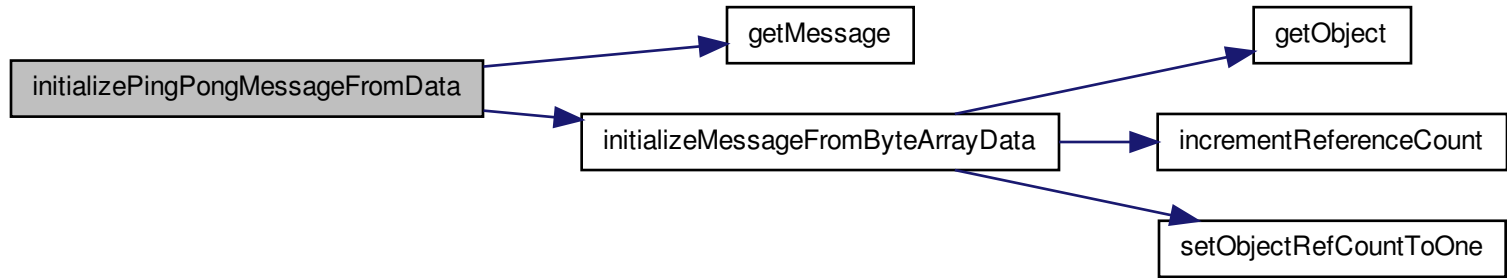 initializePingPongMessageFromData
getMessage
initializeMessageFromByteArrayData
getObject
incrementReferenceCount
setObjectRefCountToOne